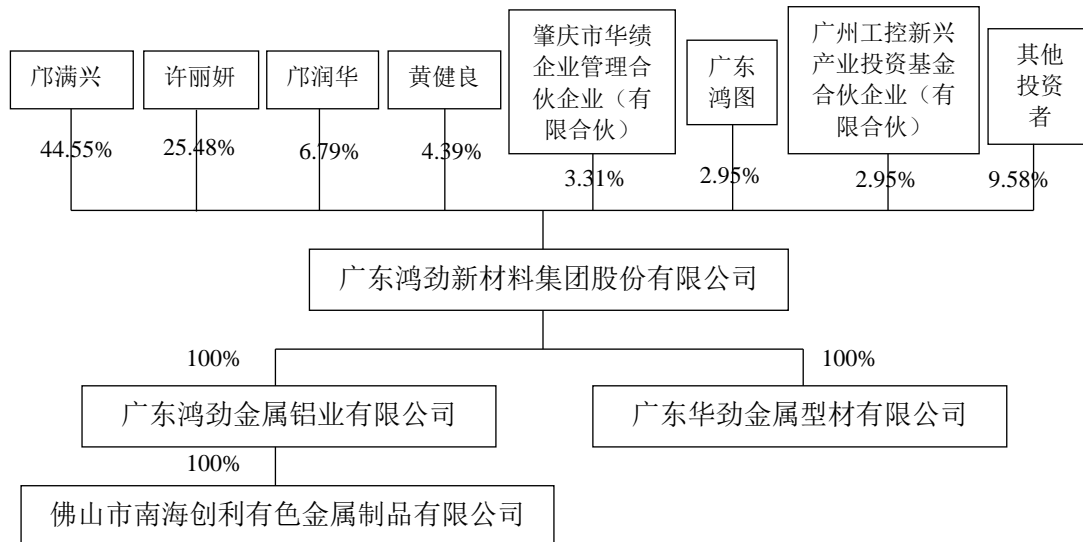 邝满兴
许丽妍
邝润华
黄健良
肇庆市华绩
企业管理合
伙企业（有
限合伙）
广东
鸿图
广州工控新兴
产业投资基金
合伙企业（有
限合伙）
其他
投资
者
44.55%
25.48%
6.79%
4.39%
3.31%
2.95%
2.95%
9.58%
广东鸿劲新材料集团股份有限公司
100%
100%
广东鸿劲金属铝业有限公司
广东华劲金属型材有限公司
100%
佛山市南海创利有色金属制品有限公司